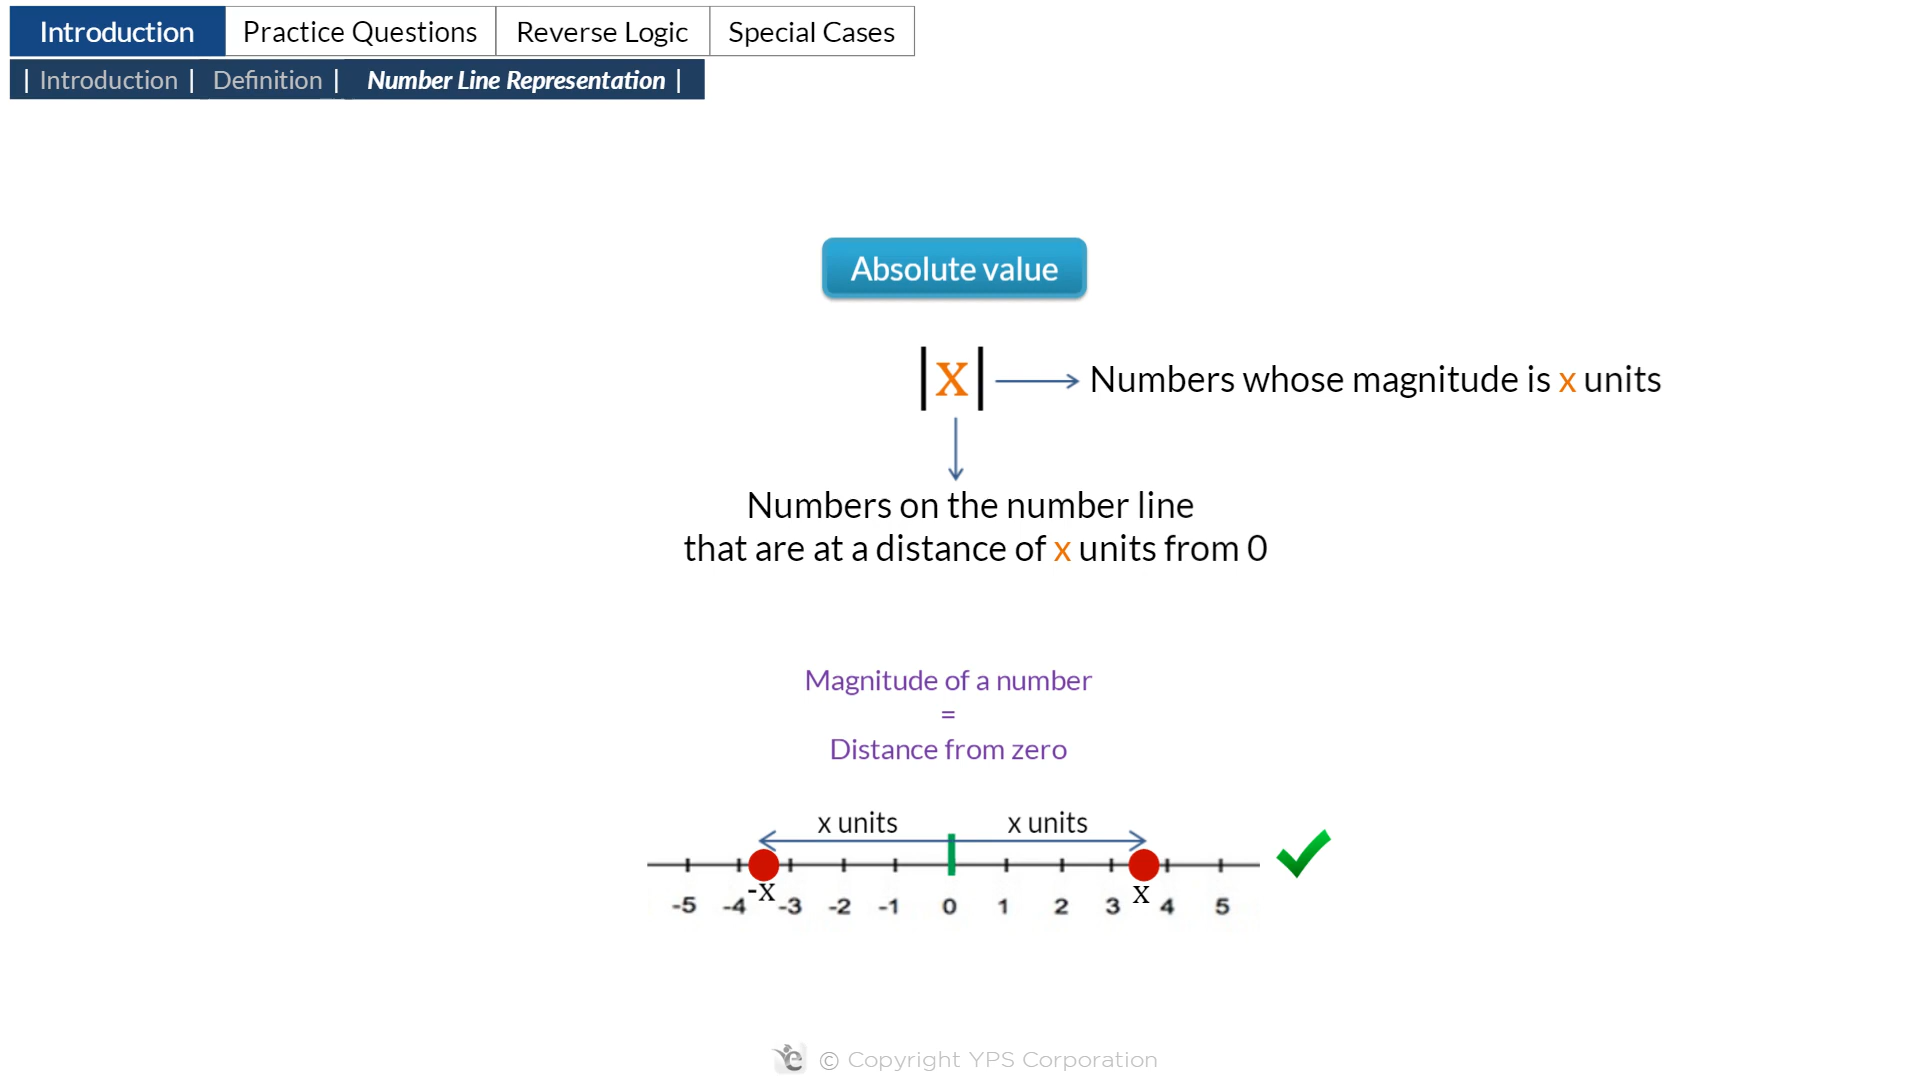 Introduction Practice Questions Reverse Logic Special Cases
| Introduction | Definition | Number Line Representation |
Absolute value
|x| Numbers whose magnitude is x units
Numbers on the number line
that are at a distance of x units from 0
Magnitude of a number
=
Distance from zero
x units x units
-x x
-5 -4 -3 -2 -1 0 1 2 3 4 5
© Copyright YPS Corporation